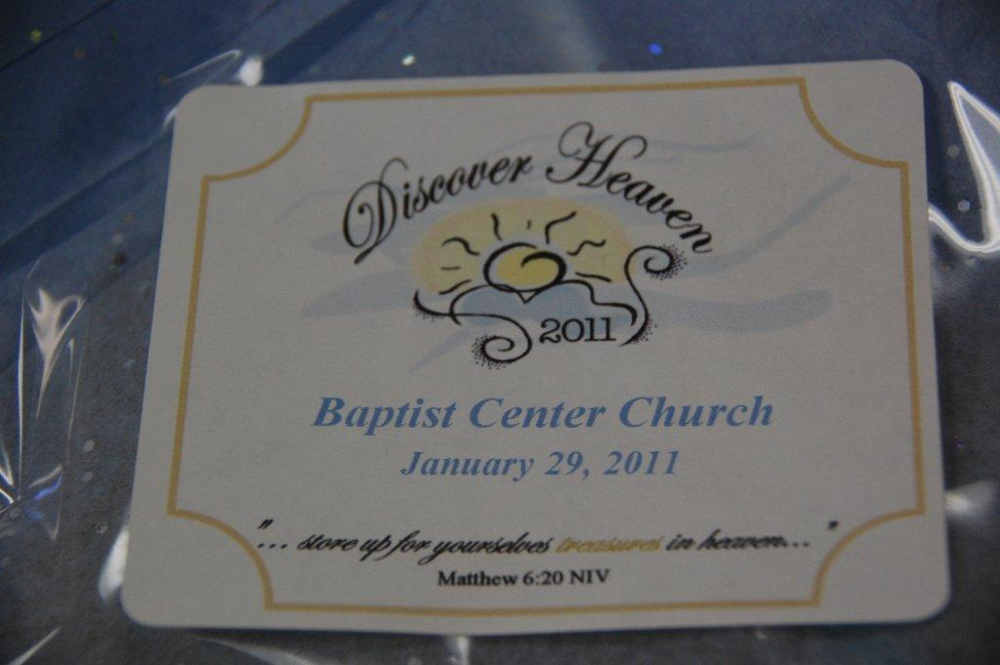 Discover Heaven
2011
Baptist Center Church
January 29, 2011
"... store up for yourselves treasures in heaven..."
Matthew 6:20 NIV